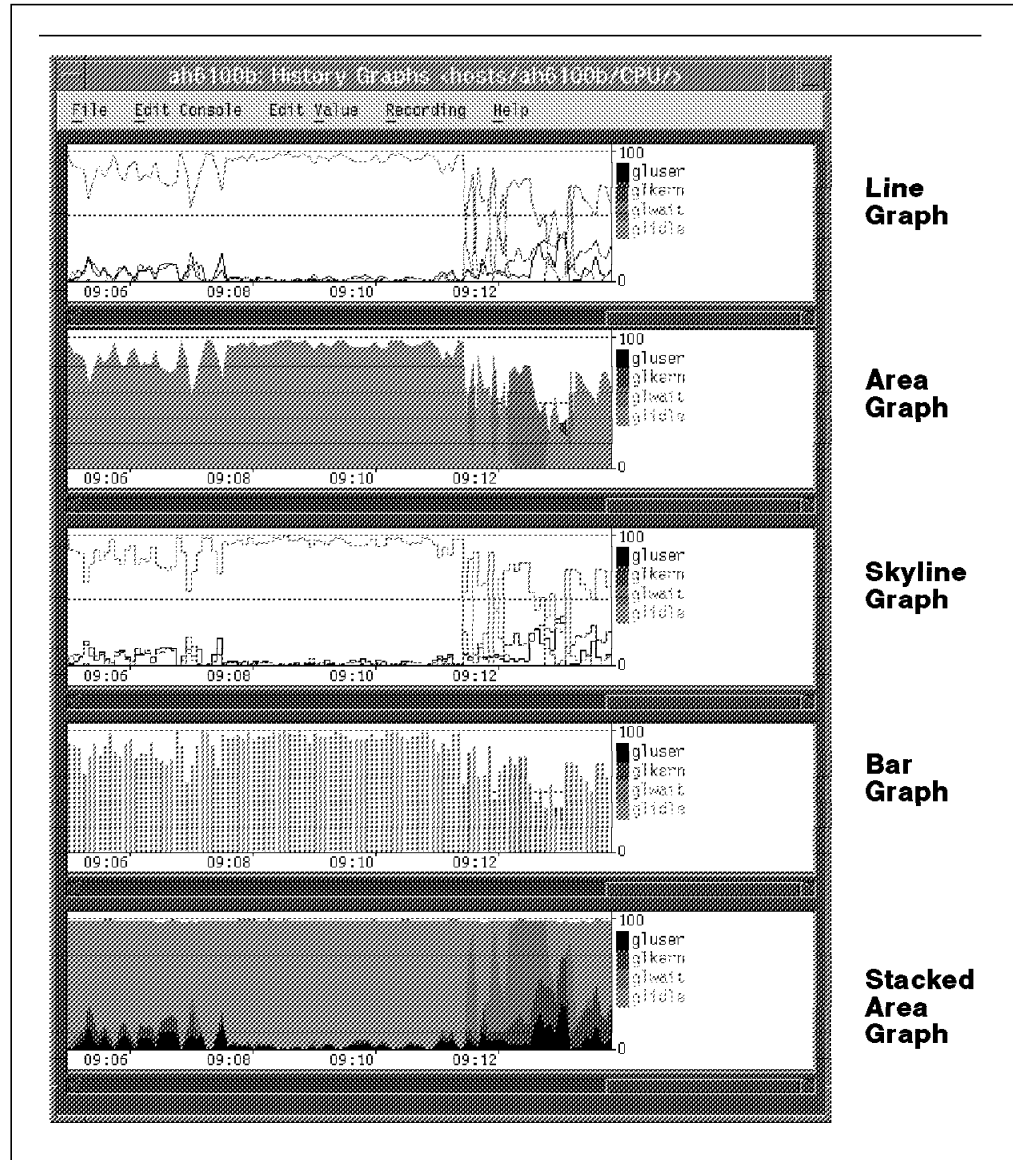 ah6100b: History Graphs <hosts/ah6100b/CPU/>
File Edit Console Edit Value Recording Help
100
gluser
glkern
glwait
glidle
0
09:06 09:08 09:10 09:12
Line
Graph
100
gluser
glkern
glwait
glidle
0
09:06 09:08 09:10 09:12
Area
Graph
100
gluser
glkern
glwait
glidle
0
09:06 09:08 09:10 09:12
Skyline
Graph
100
gluser
glkern
glwait
glidle
0
09:06 09:08 09:10 09:12
Bar
Graph
100
gluser
glkern
glwait
glidle
0
09:06 09:08 09:10 09:12
Stacked
Area
Graph